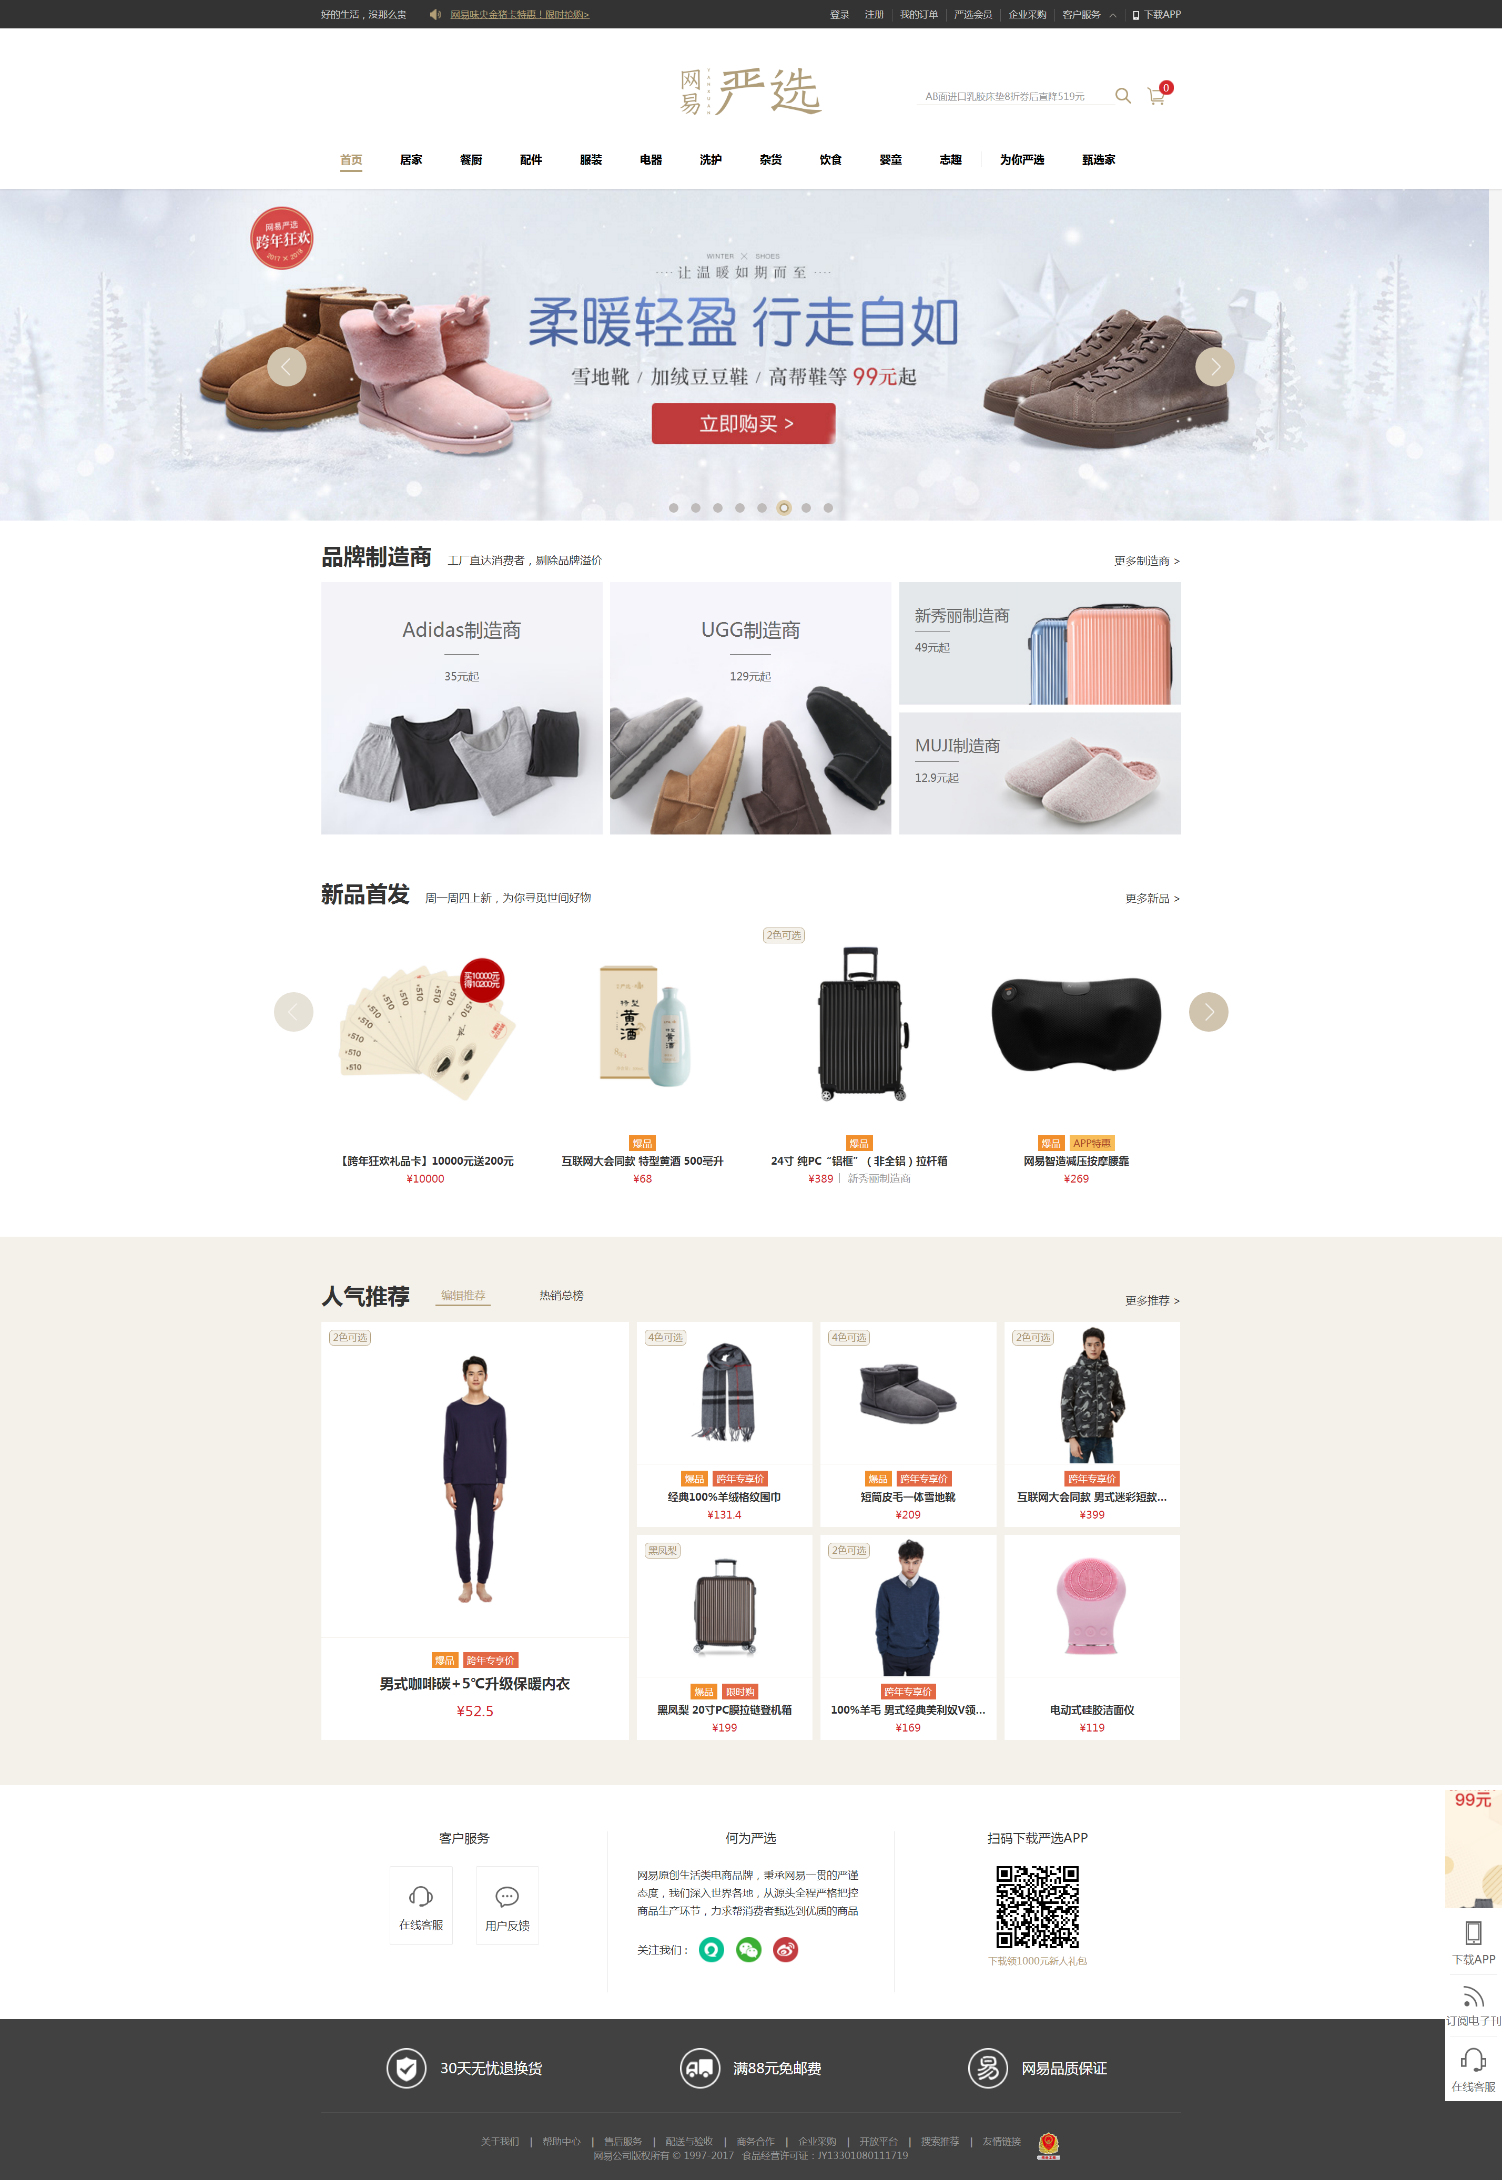 好的生活，没那么贵
网易味央金猪卡特惠！限时抢购>
登录 注册 我的订单 严选会员 企业采购 客户服务 下载APP
网易严选
YANXUAN
AB面进口乳胶床垫8折券后直降519元
0
首页 居家 餐厨 配件 服装 电器 洗护 杂货 饮食 婴童 志趣 为你严选 甄选家
网易严选
跨年狂欢
2017 × 2018
WINTER × SHOES
让温暖如期而至
柔暖轻盈 行走自如
雪地靴 / 加绒豆豆鞋 / 高帮鞋等 99元起
立即购买 >
品牌制造商 工厂直达消费者，剔除品牌溢价 更多制造商 >
Adidas制造商
35元起
UGG制造商
129元起
新秀丽制造商
49元起
MUJI制造商
12.9元起
新品首发 周一周四上新，为你寻觅世间好物 更多新品 >
买10000元
得10200元
¥510
¥510
¥510
特型
黄酒
2色可选
爆品
爆品
爆品 APP特惠
【跨年狂欢礼品卡】10000元送200元
¥10000
互联网大会同款 特型黄酒 500毫升
¥68
24寸 纯PC“铝框”（非全铝）拉杆箱
¥389 | 新秀丽制造商
网易智造减压按摩腰靠
¥269
人气推荐 编辑推荐 热销总榜 更多推荐 >
2色可选
爆品 跨年专享价
男式咖啡碳+5℃升级保暖内衣
¥52.5
4色可选
爆品 跨年专享价
经典100%羊绒格纹围巾
¥131.4
4色可选
爆品 跨年专享价
短筒皮毛一体雪地靴
¥209
2色可选
跨年专享价
互联网大会同款 男式迷彩短款...
¥399
黑凤梨
爆品 限时购
黑凤梨 20寸PC膜拉链登机箱
¥199
2色可选
跨年专享价
100%羊毛 男式经典美利奴V领...
¥169
电动式硅胶洁面仪
¥119
客户服务
在线客服
用户反馈
何为严选
网易原创生活类电商品牌，秉承网易一贯的严谨
态度，我们深入世界各地，从源头全程严格把控
商品生产环节，力求帮消费者甄选到优质的商品
关注我们：
扫码下载严选APP
下载领1000元新人礼包
99元
下载APP
订阅电子刊
在线客服
30天无忧退换货
满88元免邮费
易 网易品质保证
关于我们 | 帮助中心 | 售后服务 | 配送与验收 | 商务合作 | 企业采购 | 开放平台 | 搜索推荐 | 友情链接
网易公司版权所有 © 1997-2017 食品经营许可证：JY13301080111719